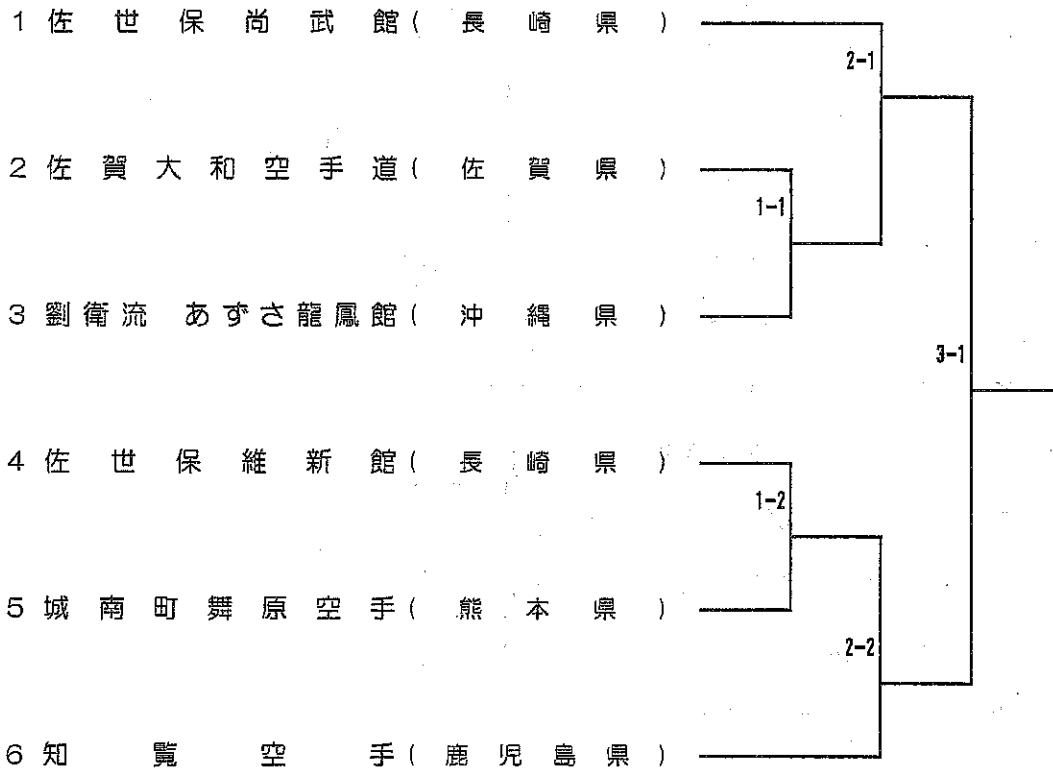 1 佐世保尚武館(長崎県)
2-1
2 佐賀大和空手道(佐賀県)
1-1
3 劉衛流 あずさ龍鳳館(沖縄県)
3-1
4 佐世保維新館(長崎県)
1-2
5 城南町舞原空手(熊本県)
2-2
6 知覧空手(鹿児島県)